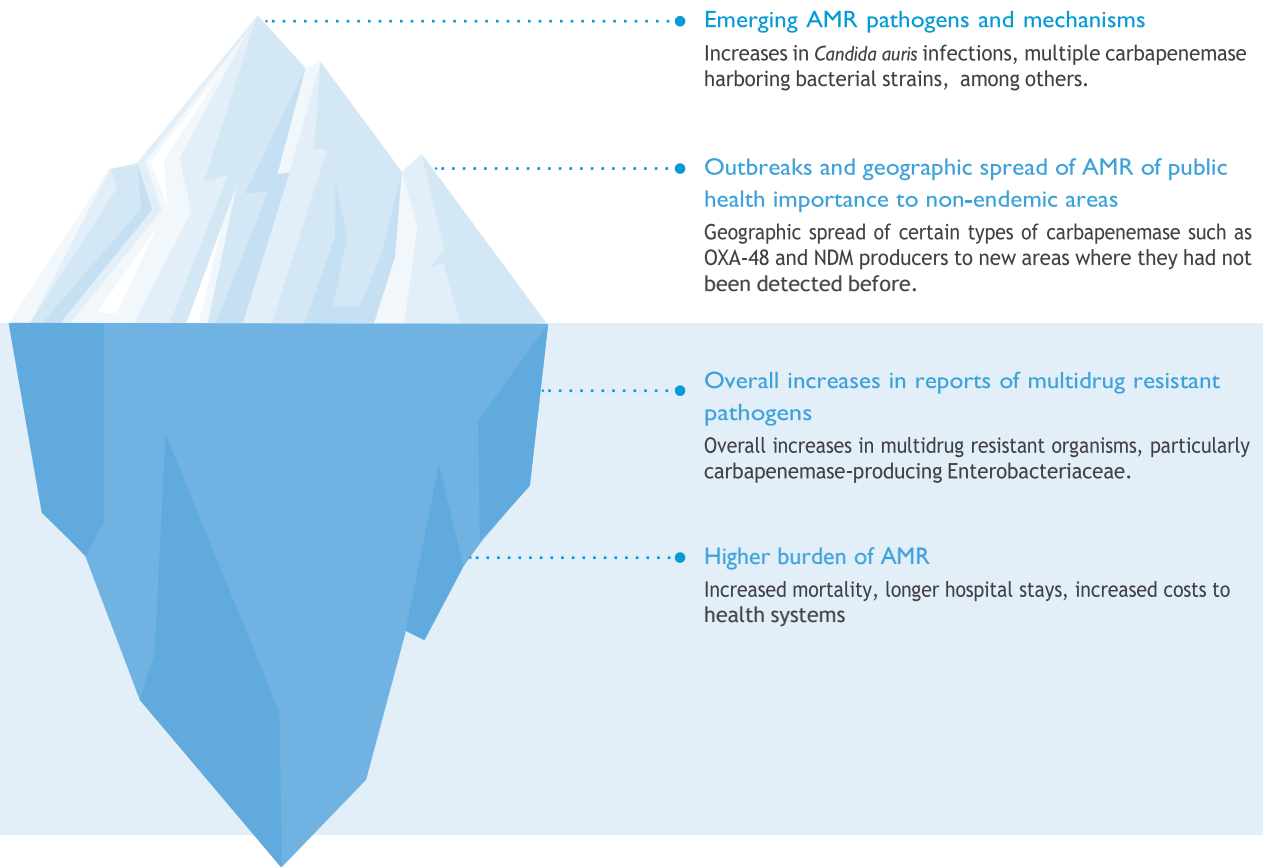 Emerging AMR pathogens and mechanisms
Increases in Candida auris infections, multiple carbapenemase
harboring bacterial strains,  among others.
Outbreaks and geographic spread of AMR of public
health importance to non-endemic areas
Geographic spread of certain types of carbapenemase such as
OXA-48 and NDM producers to new areas where they had not
been detected before.
Overall increases in reports of multidrug resistant
pathogens
Overall increases in multidrug resistant organisms, particularly
carbapenemase-producing Enterobacteriaceae.
Higher burden of AMR
Increased mortality, longer hospital stays, increased costs to
health systems